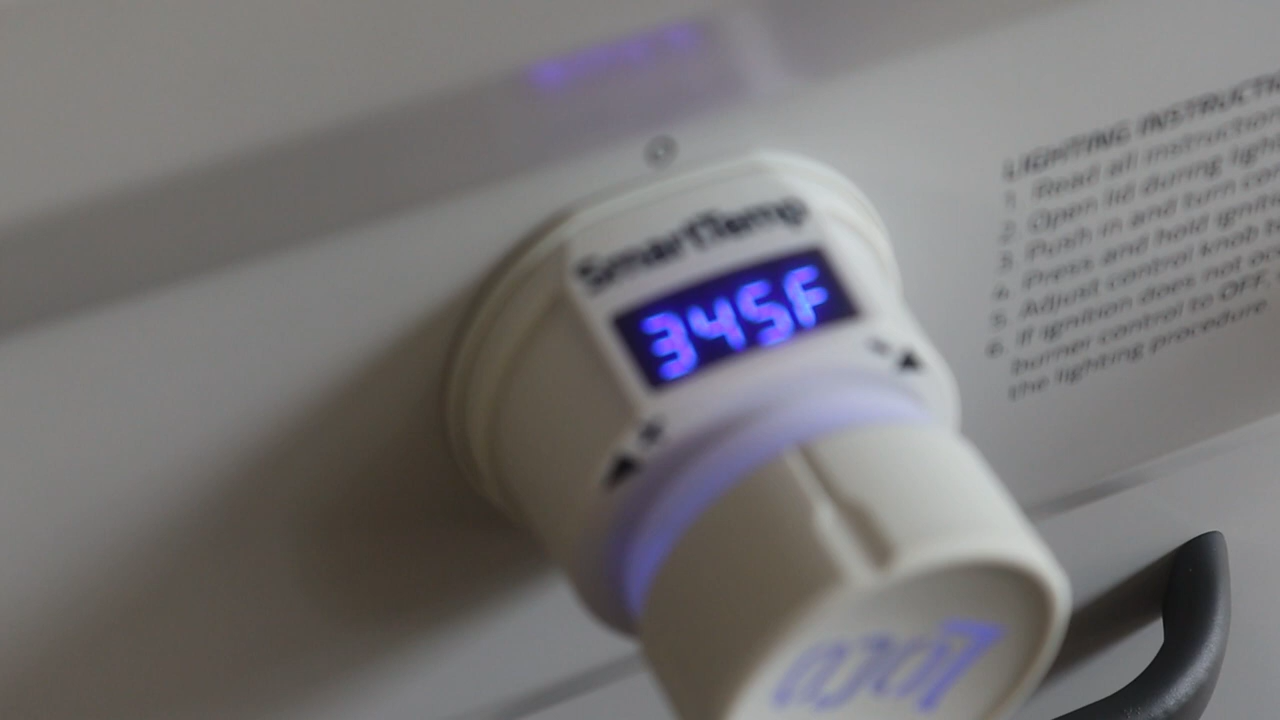 SmartTemp
345F
LIGHTING INSTRUCTI
1. Read all instruction
2. Open lid during light
3. Push in and turn con
4. Press and hold igniti
5. Adjust control knob t
6. If ignition does not oc
burner control to OFF,
the lighting procedure.